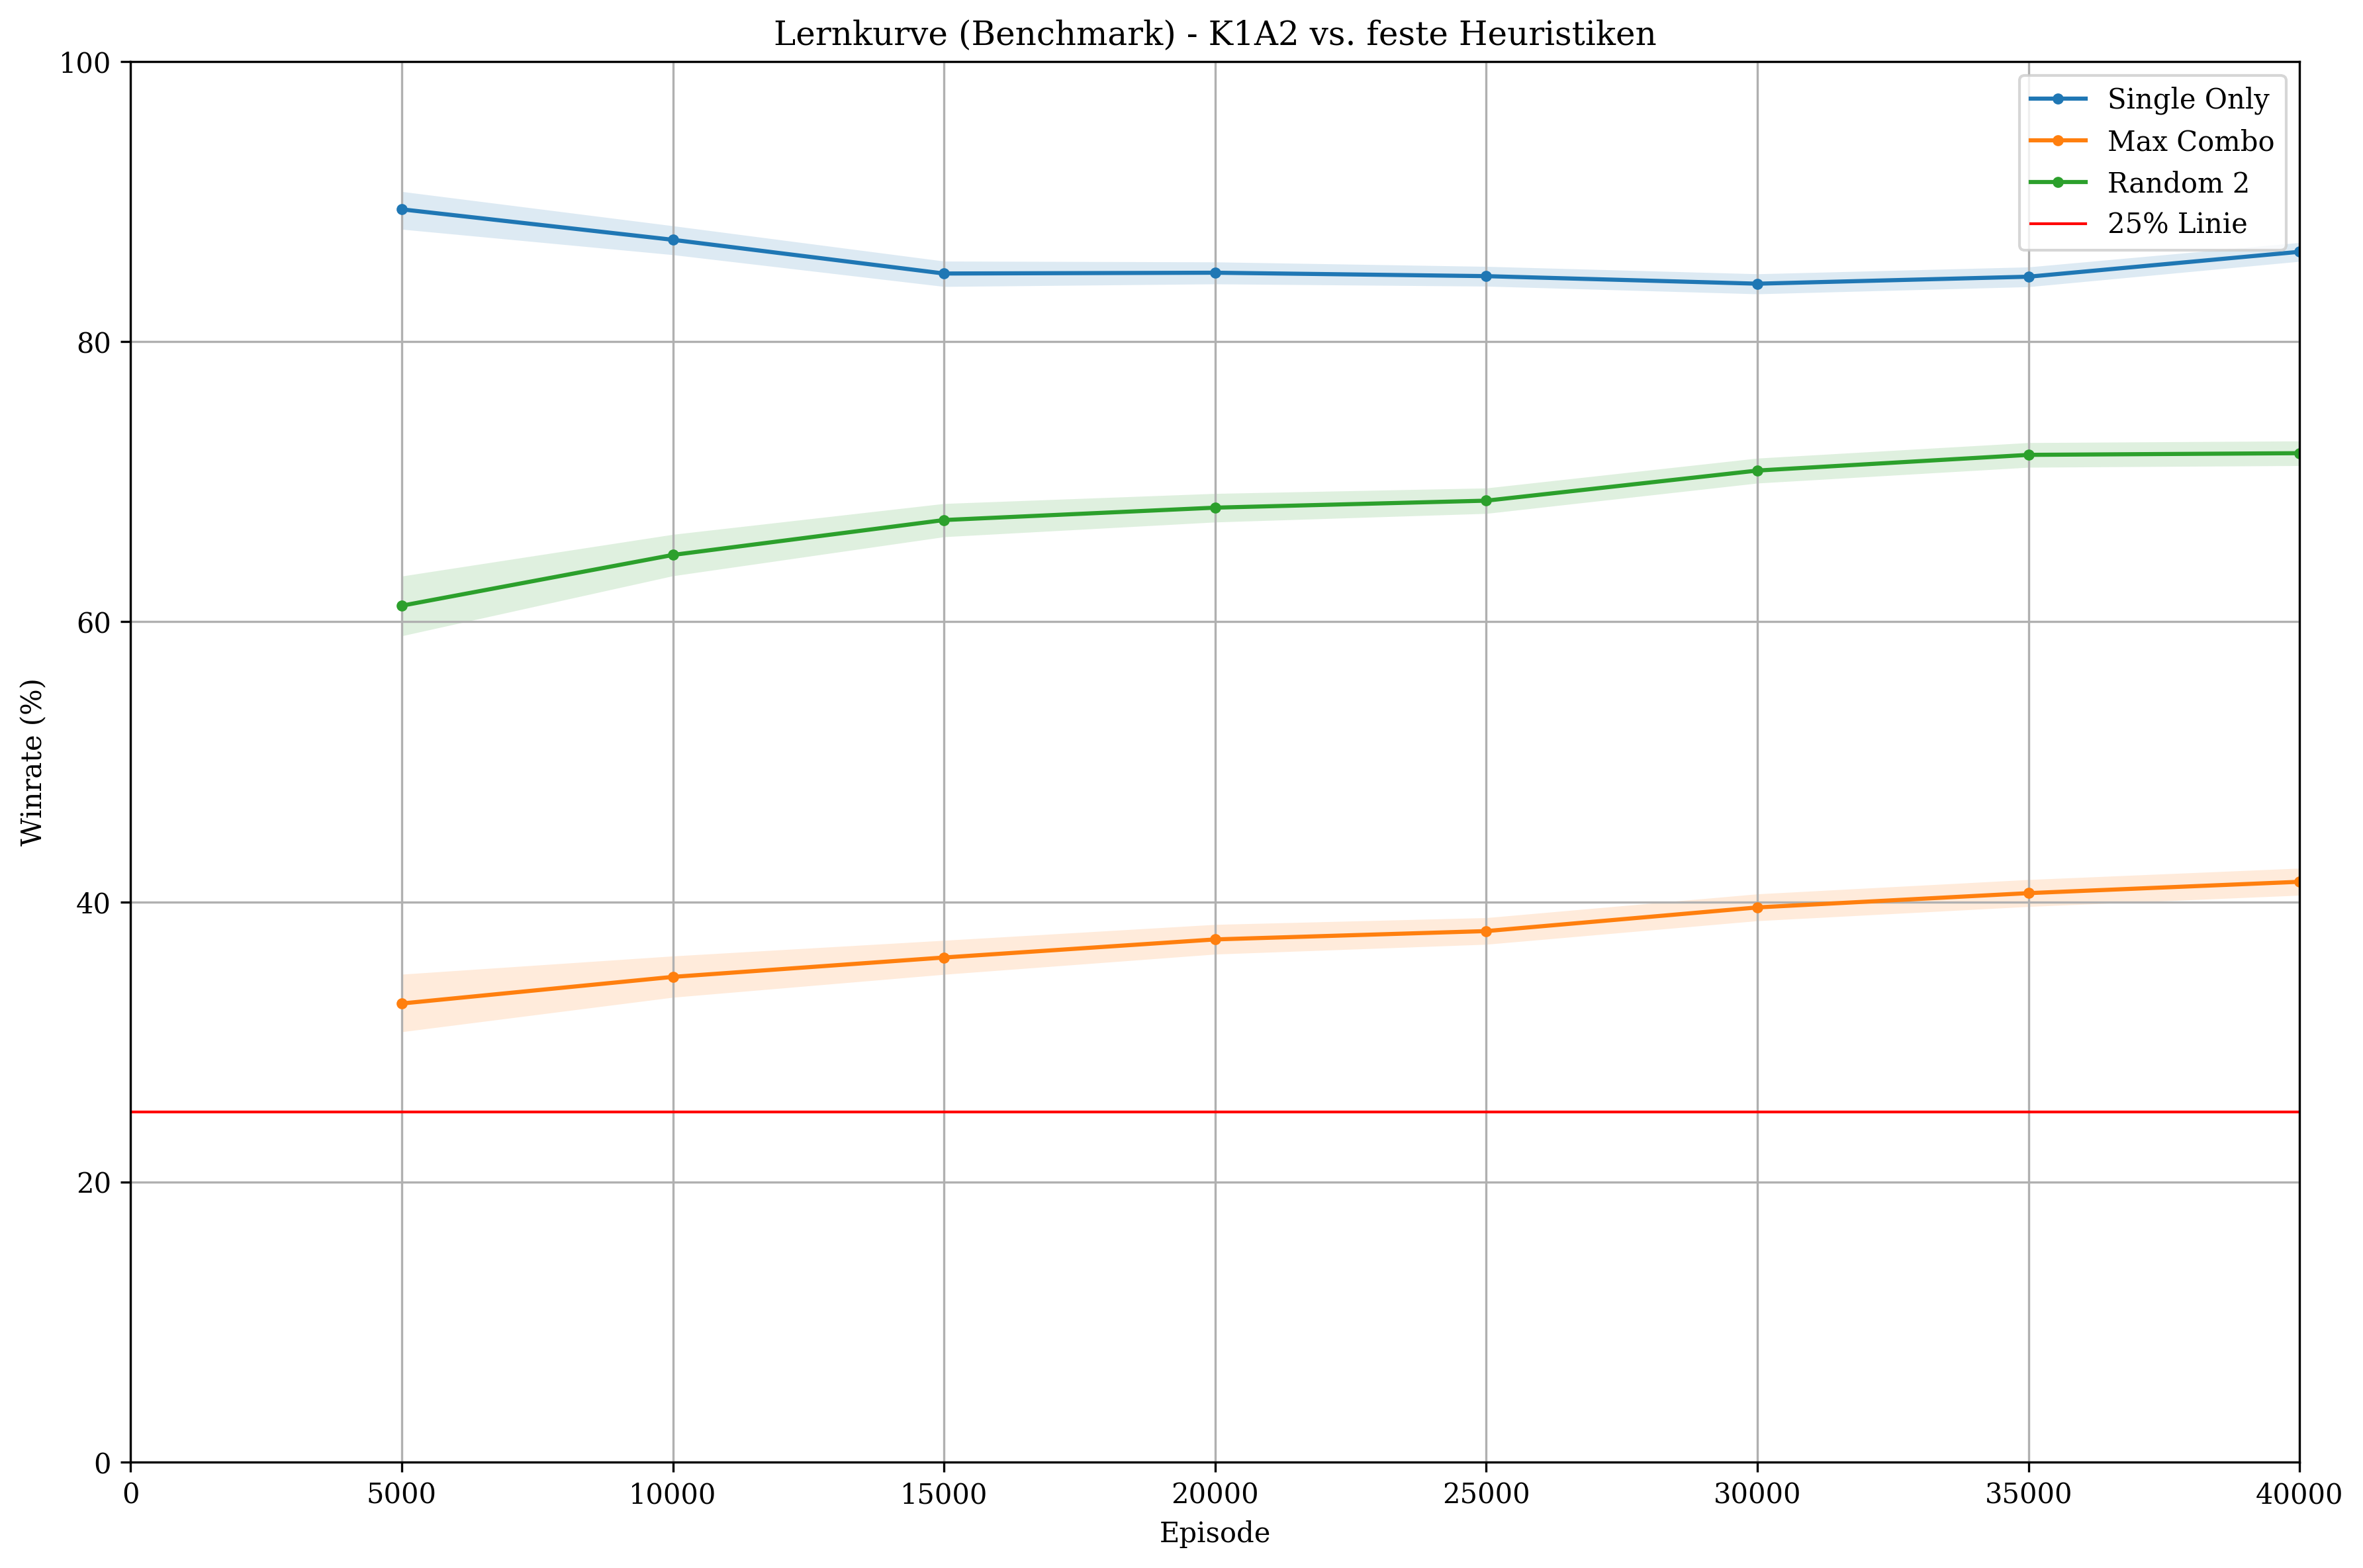 Lernkurve (Benchmark) - K1A2 vs. feste Heuristiken
Single Only
Max Combo
Random 2
25% Linie
Winrate (%)
100
80
60
40
20
0
0 5000 10000 15000 20000 25000 30000 35000 40000
Episode